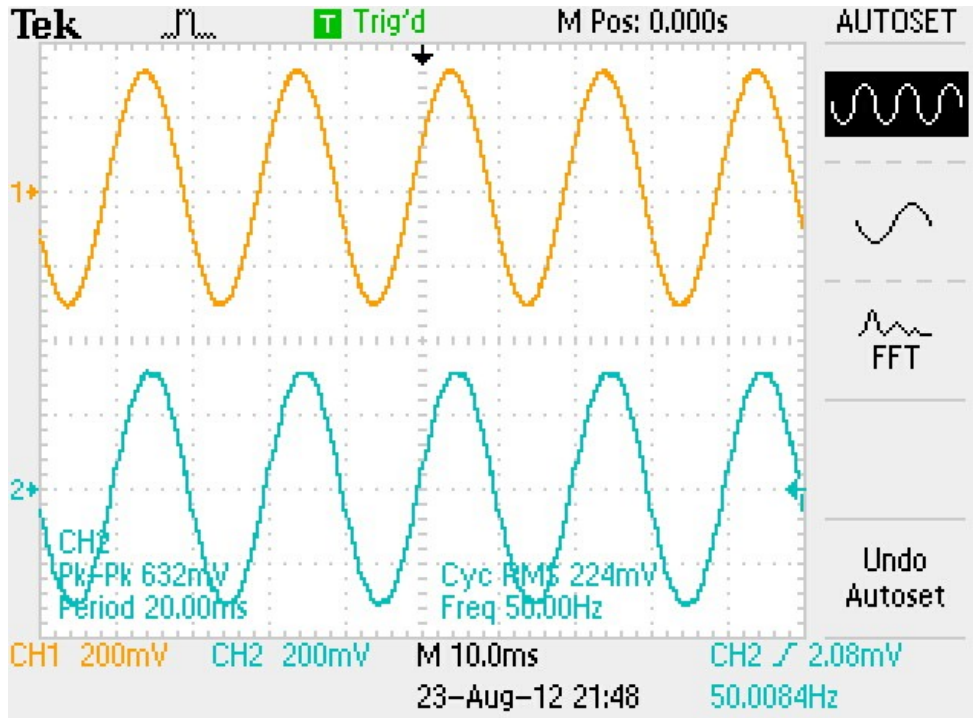 Tek T Trig'd M Pos: 0.000s AUTOSET
1
FFT
2
CH2
Pk-Pk 632mV Cyc RMS 224mV
Period 20.00ms Freq 50.00Hz
Undo
Autoset
CH1 200mV CH2 200mV M 10.0ms CH2 2.08mV
23-Aug-12 21:48 50.0084Hz